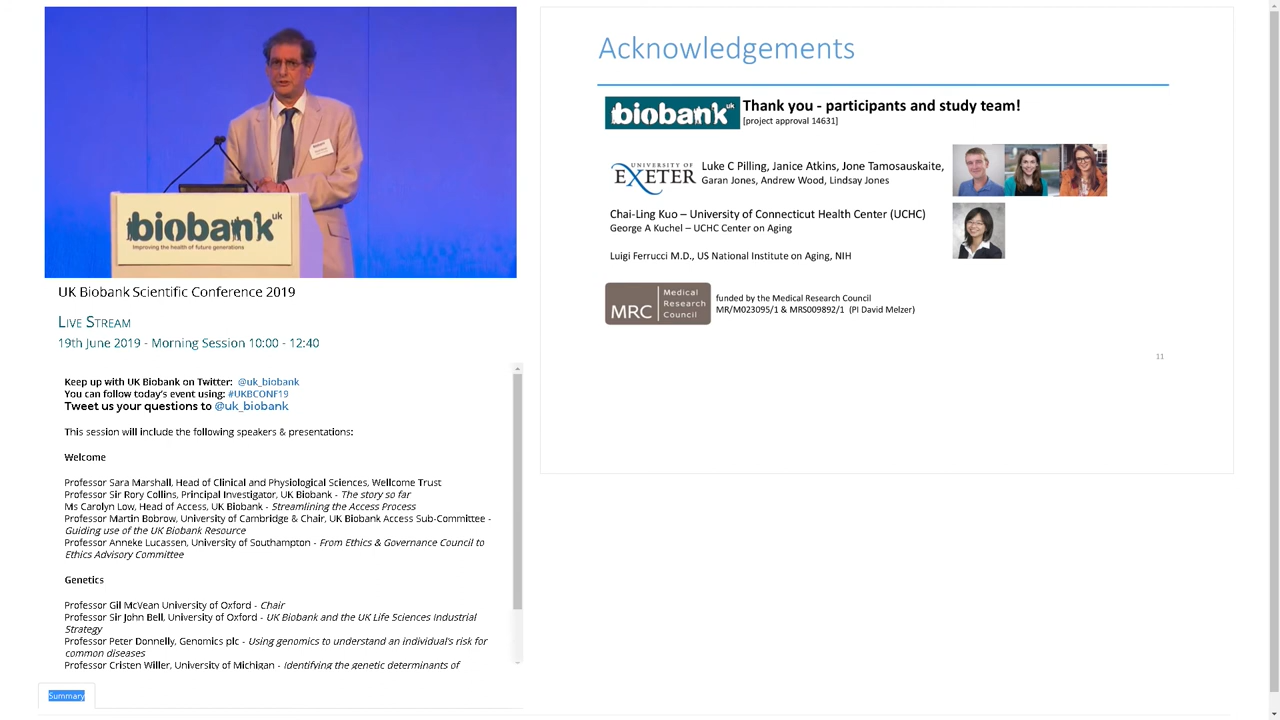 biobank uk
Improving the health of future generations
UK Biobank Scientific Conference 2019
Live Stream
19th June 2019 - Morning Session 10:00 - 12:40
Keep up with UK Biobank on Twitter: @uk_biobank
You can follow today's event using: #UKBCONF19
Tweet us your questions to @uk_biobank
This session will include the following speakers & presentations:
Welcome
Professor Sara Marshall, Head of Clinical and Physiological Sciences, Wellcome Trust
Professor Sir Rory Collins, Principal Investigator, UK Biobank - The story so far
Ms Carolyn Low, Head of Access, UK Biobank - Streamlining the Access Process
Professor Martin Bobrow, University of Cambridge & Chair, UK Biobank Access Sub-Committee -
Guiding use of the UK Biobank Resource
Professor Anneke Lucassen, University of Southampton - From Ethics & Governance Council to
Ethics Advisory Committee
Genetics
Professor Gil McVean University of Oxford - Chair
Professor Sir John Bell, University of Oxford - UK Biobank and the UK Life Sciences Industrial
Strategy
Professor Peter Donnelly, Genomics plc - Using genomics to understand an individual's risk for
common diseases
Professor Cristen Willer, University of Michigan - Identifying the genetic determinants of
Summary
Acknowledgements
biobank uk
Thank you - participants and study team!
[project approval 14631]
UNIVERSITY OF
EXETER
Luke C Pilling, Janice Atkins, Jone Tamosauskaite,
Garan Jones, Andrew Wood, Lindsay Jones
Chai-Ling Kuo – University of Connecticut Health Center (UCHC)
George A Kuchel – UCHC Center on Aging
Luigi Ferrucci M.D., US National Institute on Aging, NIH
MRC
Medical
Research
Council
funded by the Medical Research Council
MR/M023095/1 & MRS009892/1 (PI David Melzer)
11